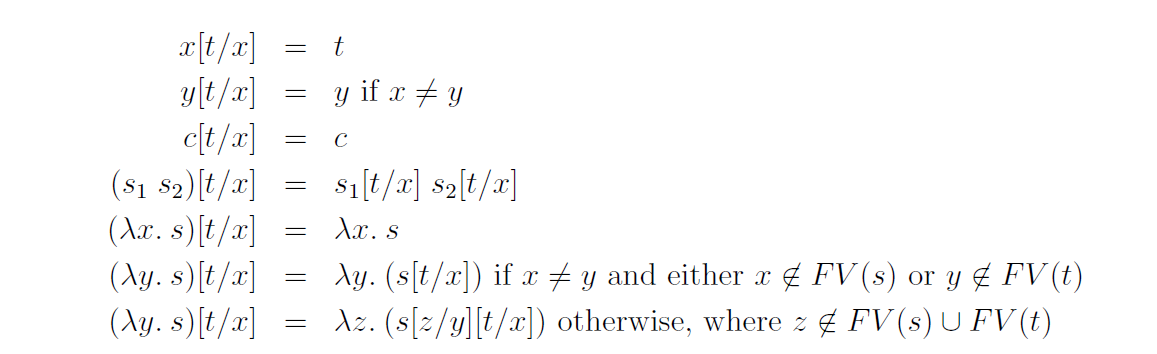 x[t/x] = t
y[t/x] = y if x ≠ y
c[t/x] = c
(s₁ s₂)[t/x] = s₁[t/x] s₂[t/x]
(λx. s)[t/x] = λx. s
(λy. s)[t/x] = λy. (s[t/x]) if x ≠ y and either x ∉ FV(s) or y ∉ FV(t)
(λy. s)[t/x] = λz. (s[z/y][t/x]) otherwise, where z ∉ FV(s) ∪ FV(t)